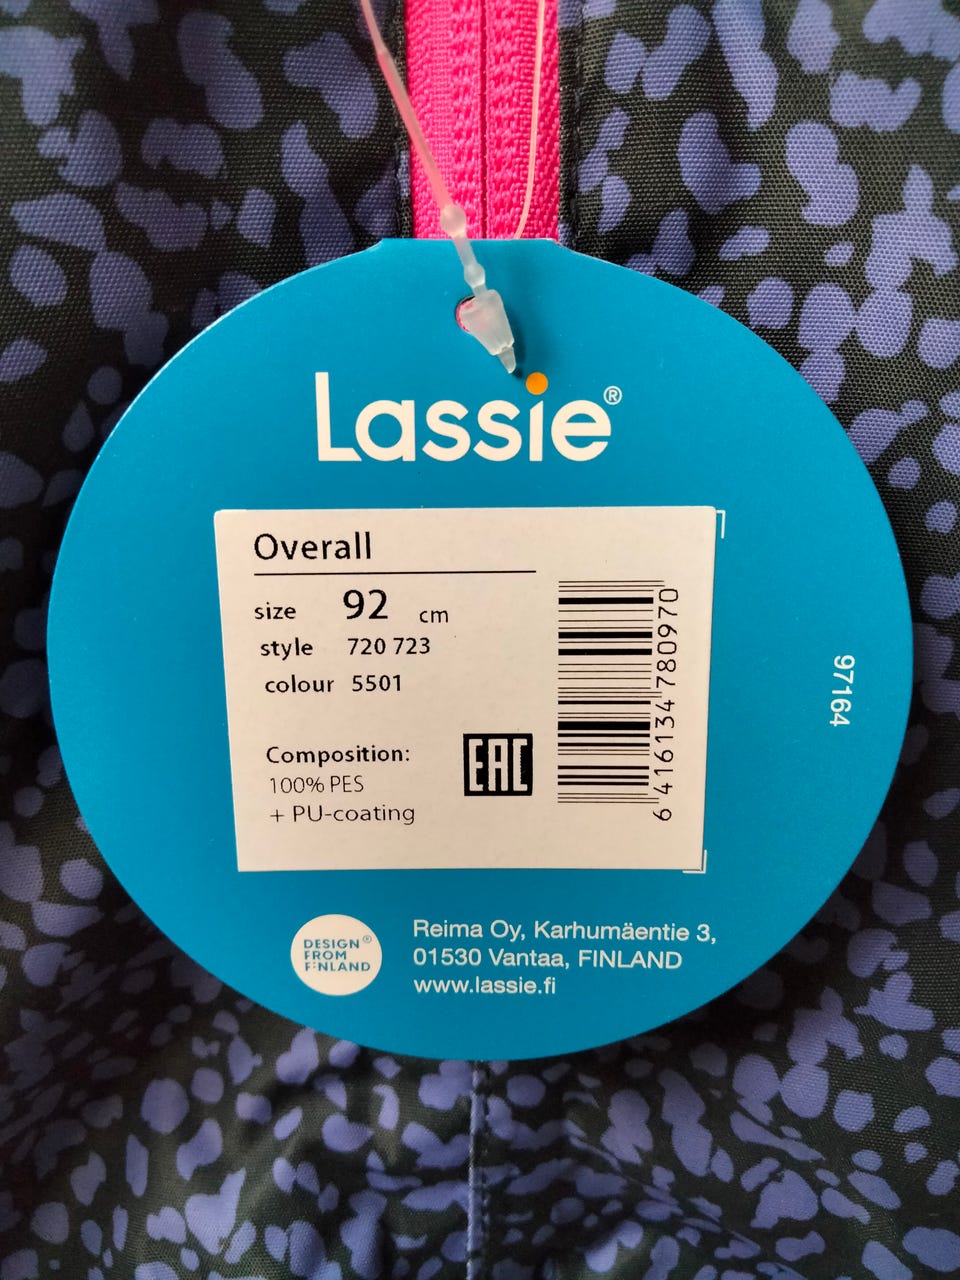 Lassie®
Overall
size 92 cm
style 720 723
colour 5501
Composition:
100% PES
+ PU-coating
EAC
6 416134 780970
97164
DESIGN®
FROM
FINLAND
Reima Oy, Karhumäentie 3,
01530 Vantaa, FINLAND
www.lassie.fi